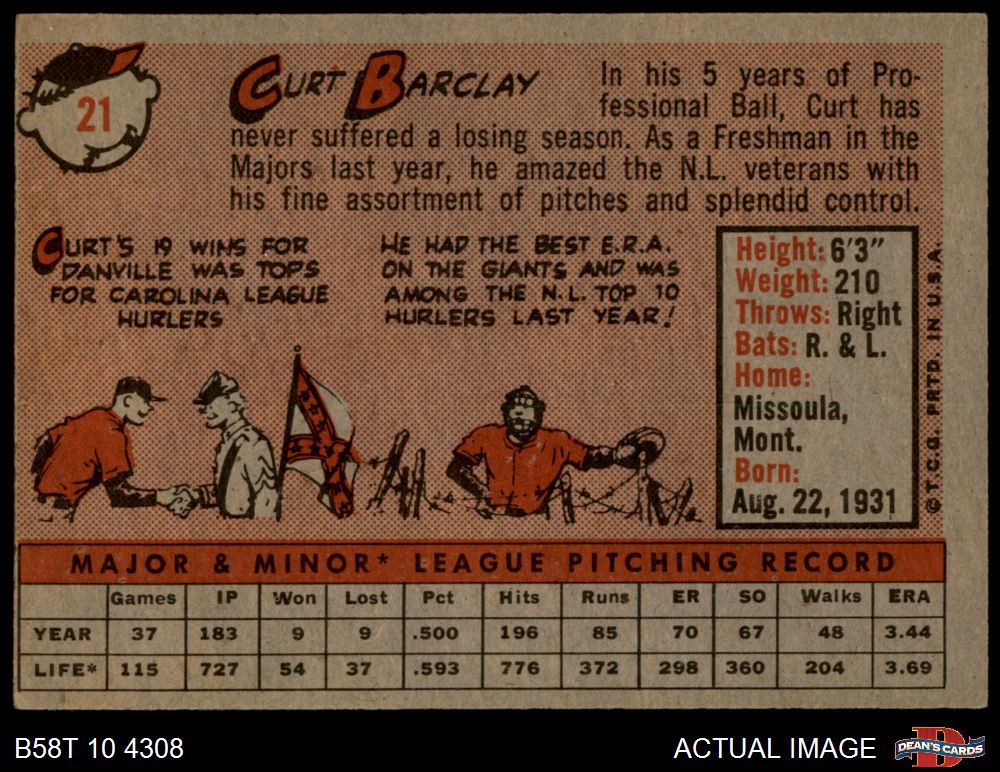 21
CURT BARCLAY
In his 5 years of Pro-
fessional Ball, Curt has
never suffered a losing season. As a Freshman in the
Majors last year, he amazed the N.L. veterans with
his fine assortment of pitches and splendid control.
CURT'S 19 WINS FOR
DANVILLE WAS TOPS
FOR CAROLINA LEAGUE
HURLERS
HE HAD THE BEST E.R.A.
ON THE GIANTS AND WAS
AMONG THE N.L. TOP 10
HURLERS LAST YEAR!
Height: 6'3"
Weight: 210
Throws: Right
Bats: R. & L.
Home:
Missoula,
Mont.
Born:
Aug. 22, 1931
© T.C.G. PRTD. IN U.S.A.
MAJOR & MINOR* LEAGUE PITCHING RECORD
Games IP Won Lost Pct Hits Runs ER SO Walks ERA
YEAR 37 183 9 9 .500 196 85 70 67 48 3.44
LIFE* 115 727 54 37 .593 776 372 298 360 204 3.69
B58T 10 4308
ACTUAL IMAGE
D
DEAN'S CARDS